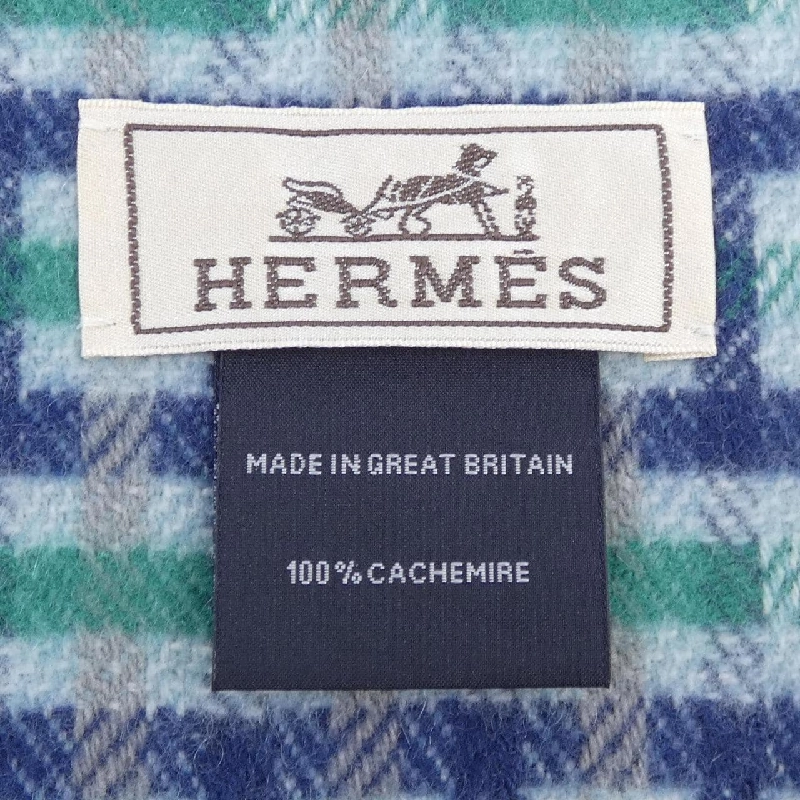 HERMÈS
MADE IN GREAT BRITAIN
100% CACHEMIRE